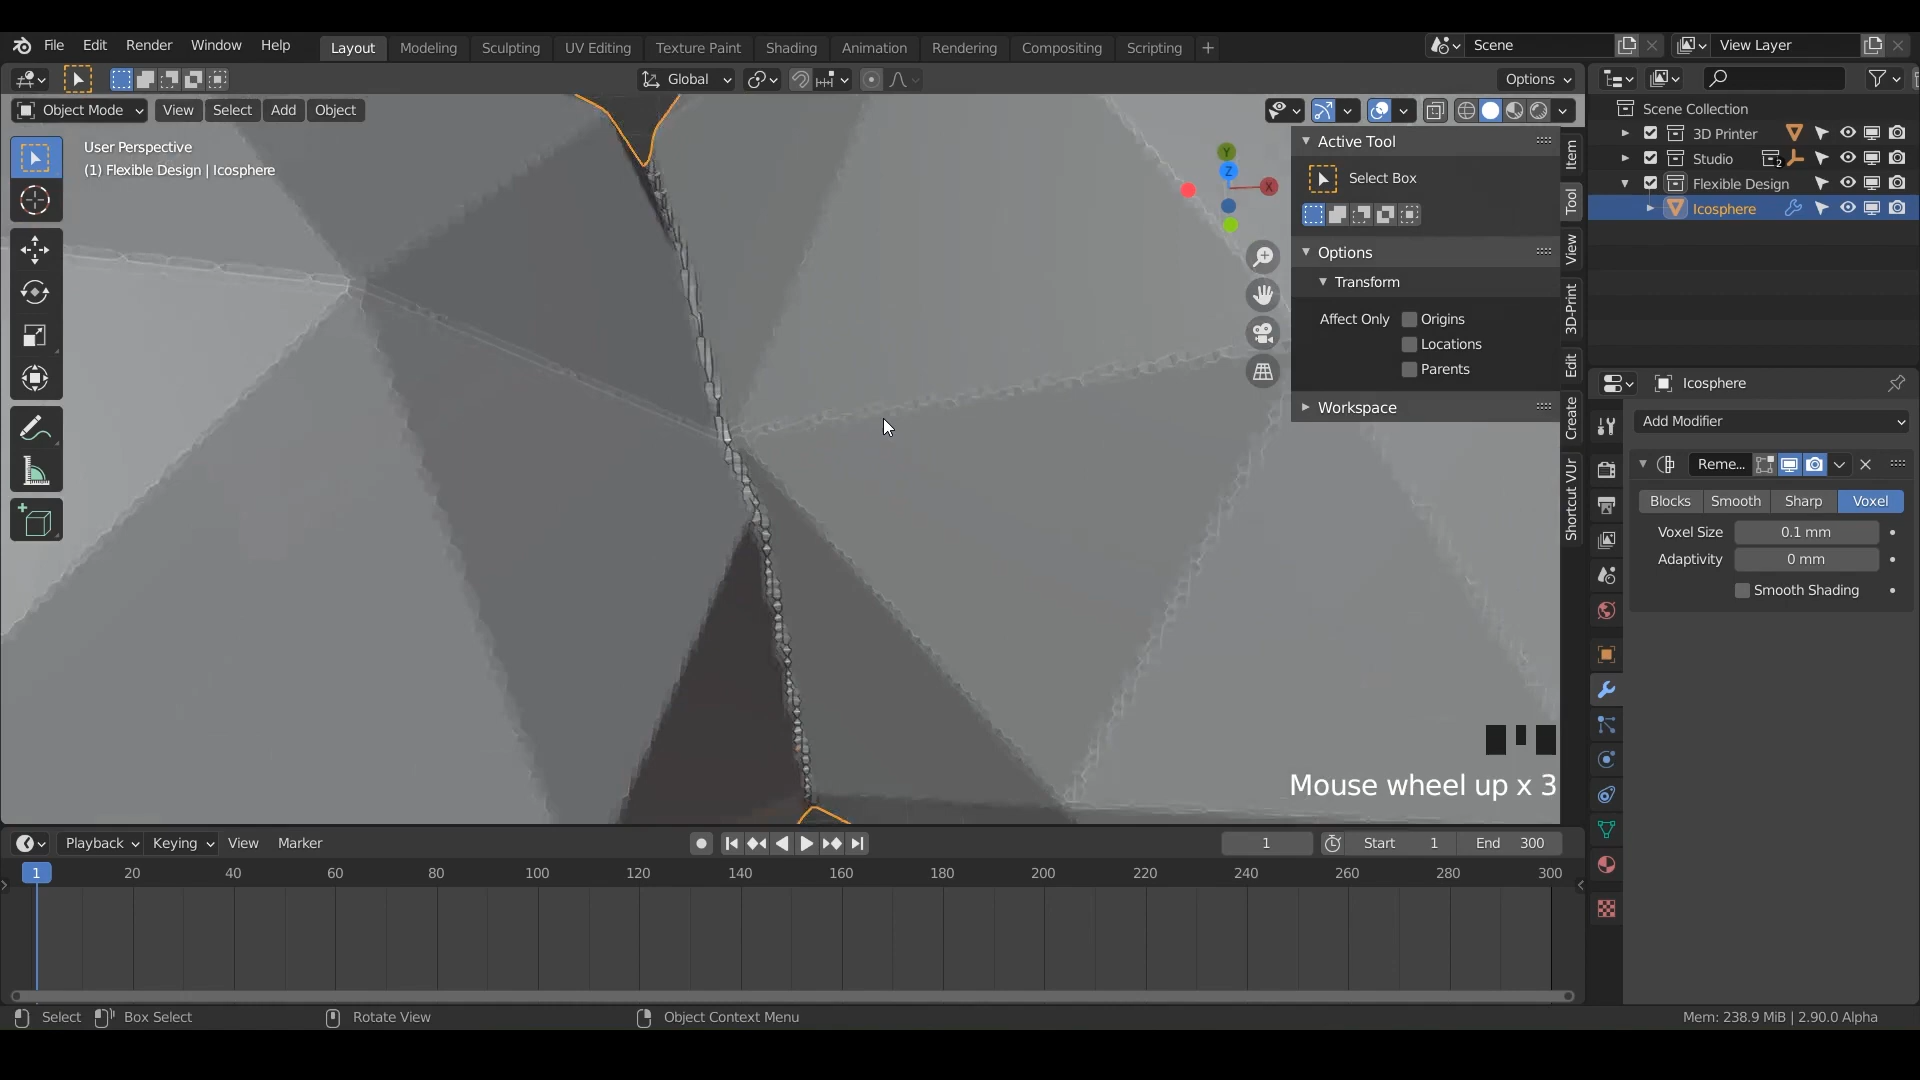 File Edit Render Window Help Layout Modeling Sculpting UV Editing Texture Paint Shading Animation Rendering Compositing Scripting + Scene View Layer
Global Options
Object Mode View Select Add Object
User Perspective
(1) Flexible Design | Icosphere
Y
Z
X
Active Tool
Select Box
Options
Transform
Affect Only Origins
Locations
Parents
Workspace
Item
Tool
View
3D-Print
Edit
Create
Shortcut VUr
Scene Collection
3D Printer
Studio 2
Flexible Design
Icosphere
Icosphere
Add Modifier
Reme...
Blocks Smooth Sharp Voxel
Voxel Size 0.1 mm
Adaptivity 0 mm
Smooth Shading
Mouse wheel up x 3
Playback Keying View Marker 1 Start 1 End 300
1 20 40 60 80 100 120 140 160 180 200 220 240 260 280 300
Select Box Select Rotate View Object Context Menu Mem: 238.9 MiB | 2.90.0 Alpha